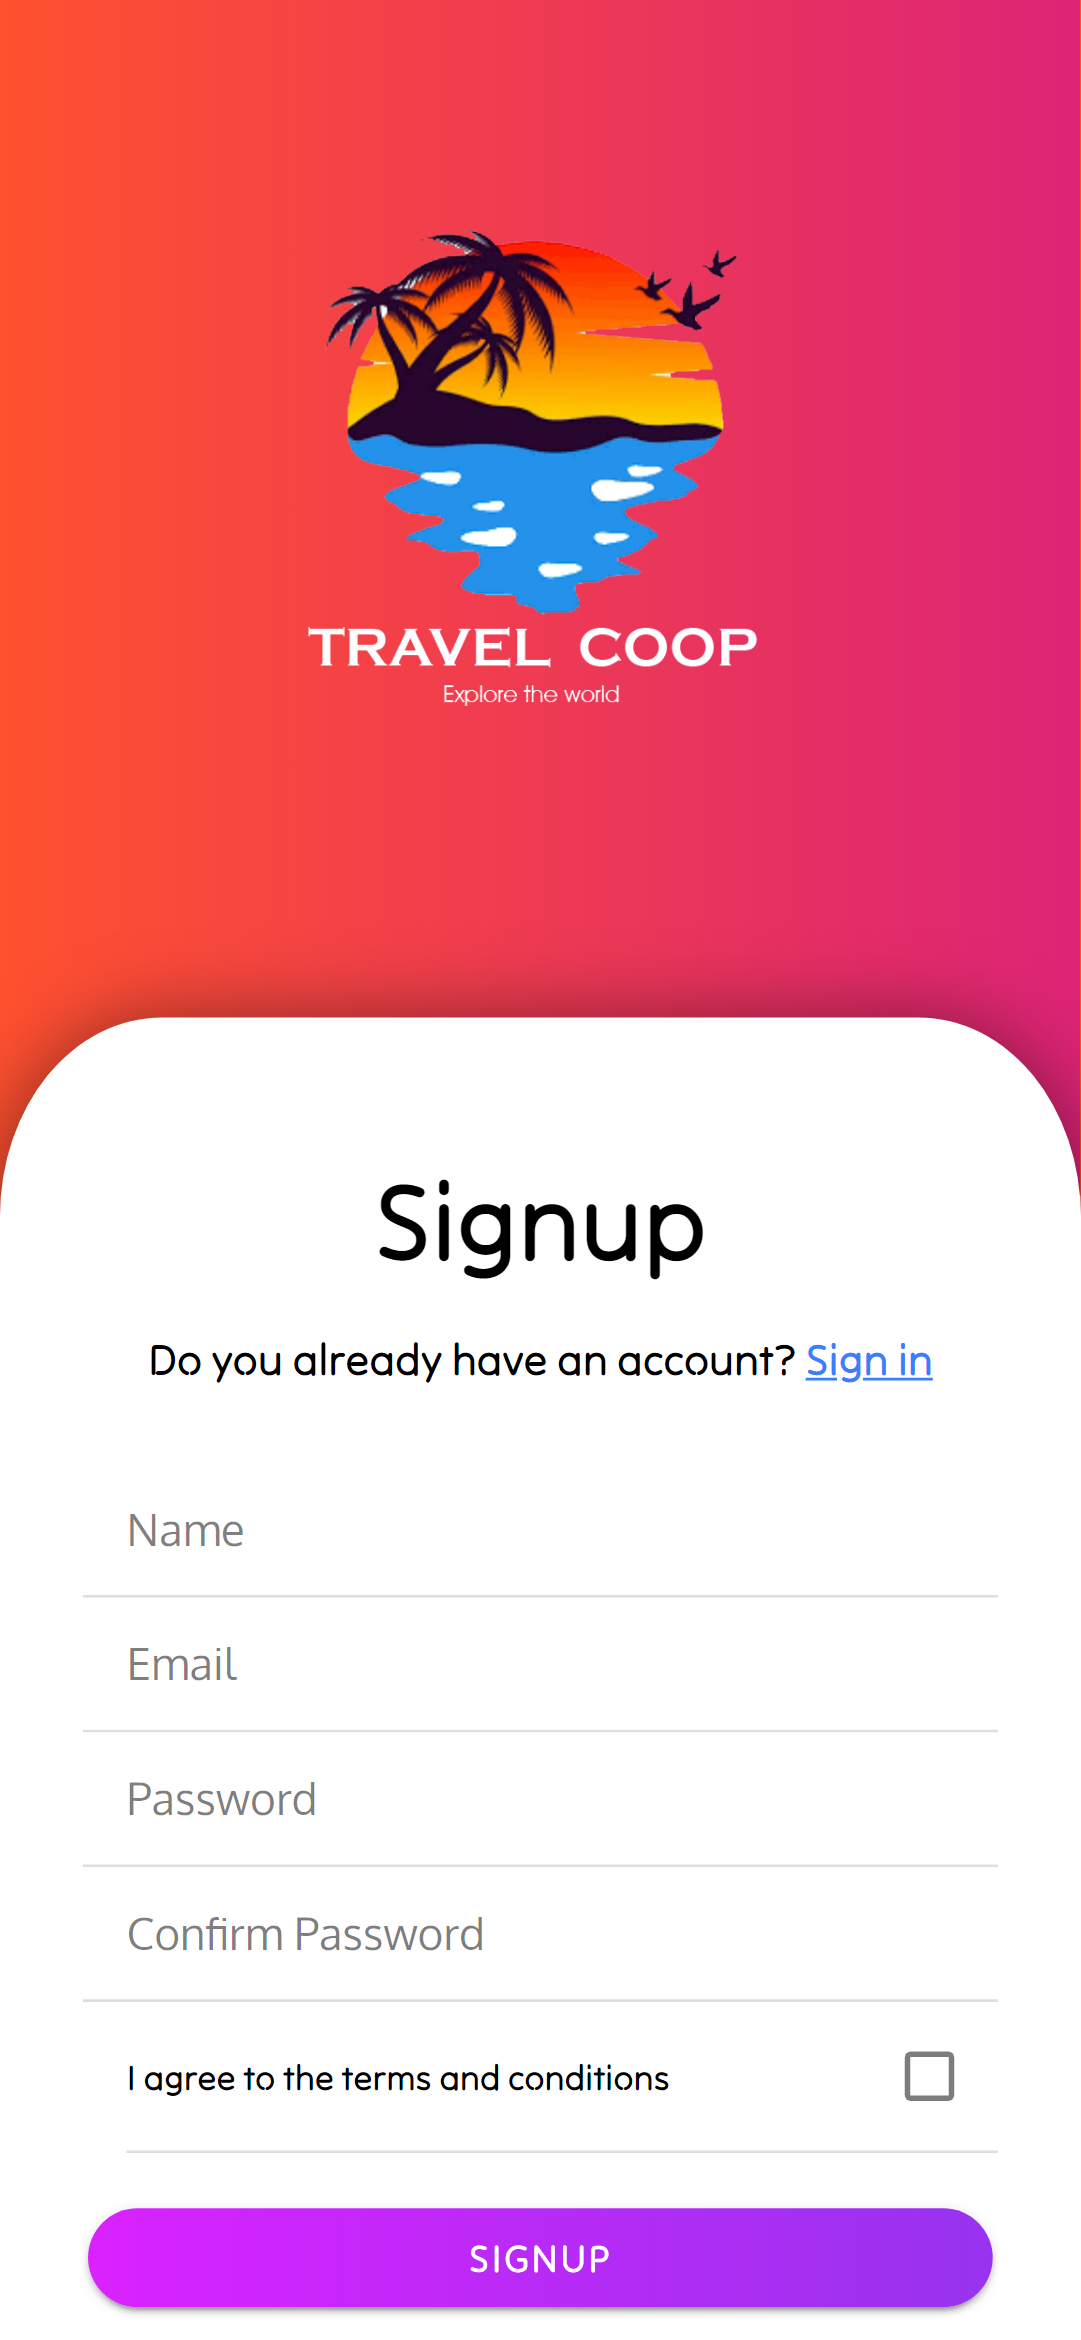 TRAVEL COOP
Explore the world
Signup
Do you already have an account? Sign in
Name
Email
Password
Confirm Password
I agree to the terms and conditions
SIGNUP